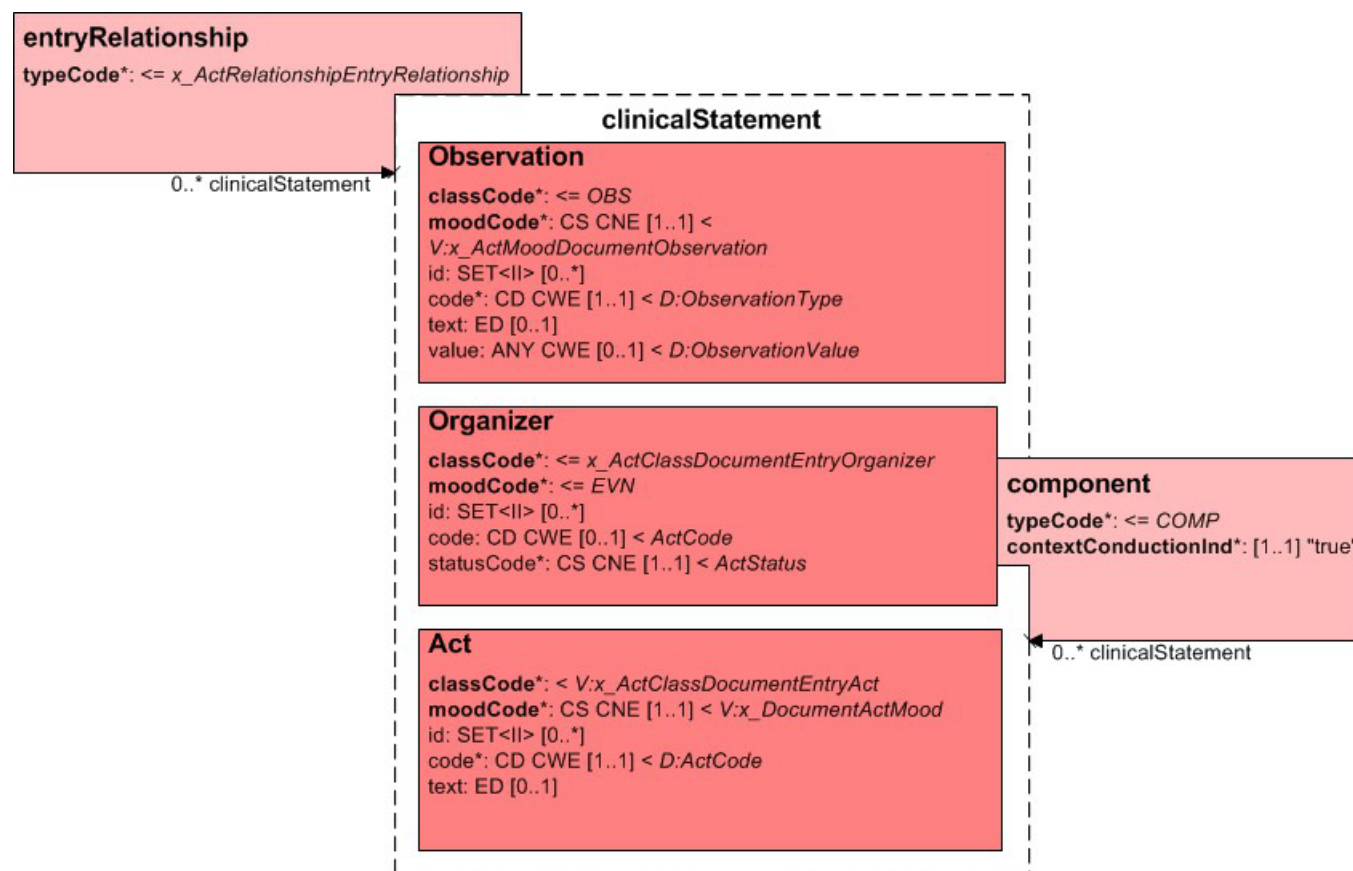 entryRelationship
typeCode*: <= x_ActRelationshipEntryRelationship
0..* clinicalStatement
clinicalStatement
Observation
classCode*: <= OBS
moodCode*: CS CNE [1..1] <
V:x_ActMoodDocumentObservation
id: SET<II> [0..*]
code*: CD CWE [1..1] < D:ObservationType
text: ED [0..1]
value: ANY CWE [0..1] < D:ObservationValue
Organizer
classCode*: <= x_ActClassDocumentEntryOrganizer
moodCode*: <= EVN
id: SET<II> [0..*]
code: CD CWE [0..1] < ActCode
statusCode*: CS CNE [1..1] < ActStatus
component
typeCode*: <= COMP
contextConductionInd*: [1..1] "true"
0..* clinicalStatement
Act
classCode*: < V:x_ActClassDocumentEntryAct
moodCode*: CS CNE [1..1] < V:x_DocumentActMood
id: SET<II> [0..*]
code*: CD CWE [1..1] < D:ActCode
text: ED [0..1]